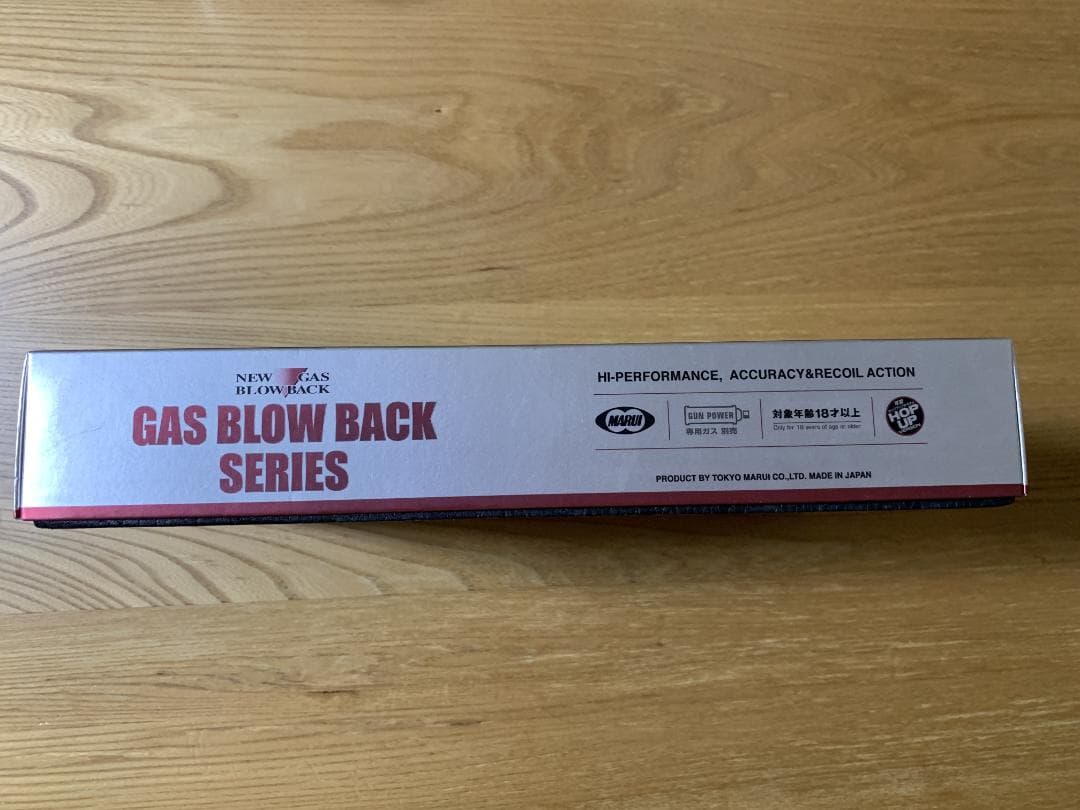 NEW GAS
BLOW BACK
GAS BLOW BACK
SERIES
HI-PERFORMANCE, ACCURACY&RECOIL ACTION
MARUI
GUN POWER
専用ガス 別売
対象年齢18才以上
Only for 18 years of age or older
HOP
UP
PRODUCT BY TOKYO MARUI CO.,LTD. MADE IN JAPAN